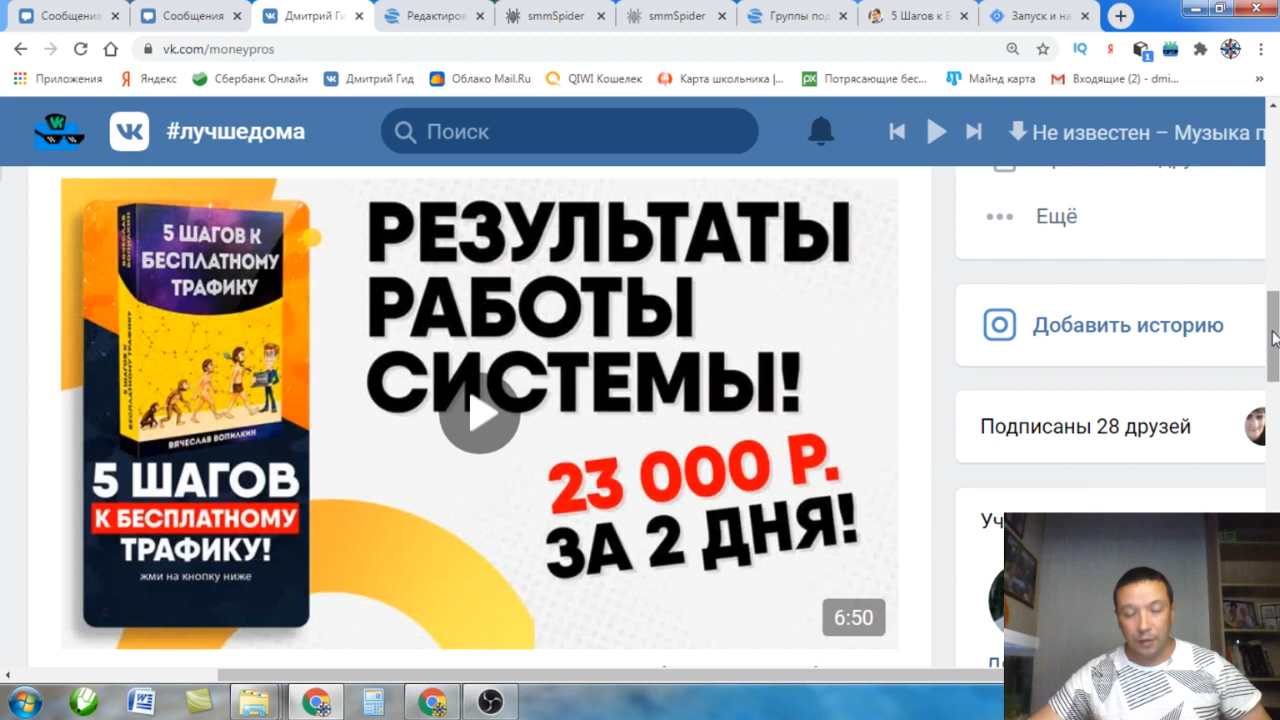 Сообщения
Сообщения
Дмитрий Ги
Редактиров
smmSpider
smmSpider
Группы под
5 Шагов к Б
Запуск и на
vk.com/moneypros
1
Приложения
Яндекс
Сбербанк Онлайн
Дмитрий Гид
Облако Mail.Ru
QIWI Кошелек
Карта школьника |...
Потрясающие бес...
Майнд карта
Входящие (2) - dmi...
#лучшедома
Поиск
Не известен – Музыка п
Ещё
Добавить историю
Подписаны 28 друзей
Уч
5 ШАГОВ К
БЕСПЛАТНОМУ
ТРАФИКУ
ВЯЧЕСЛАВ ВОПИЛКИН
5 ШАГОВ
К БЕСПЛАТНОМУ
ТРАФИКУ!
жми на кнопку ниже
РЕЗУЛЬТАТЫ
РАБОТЫ
СИСТЕМЫ!
23 000 Р.
ЗА 2 ДНЯ!
6:50